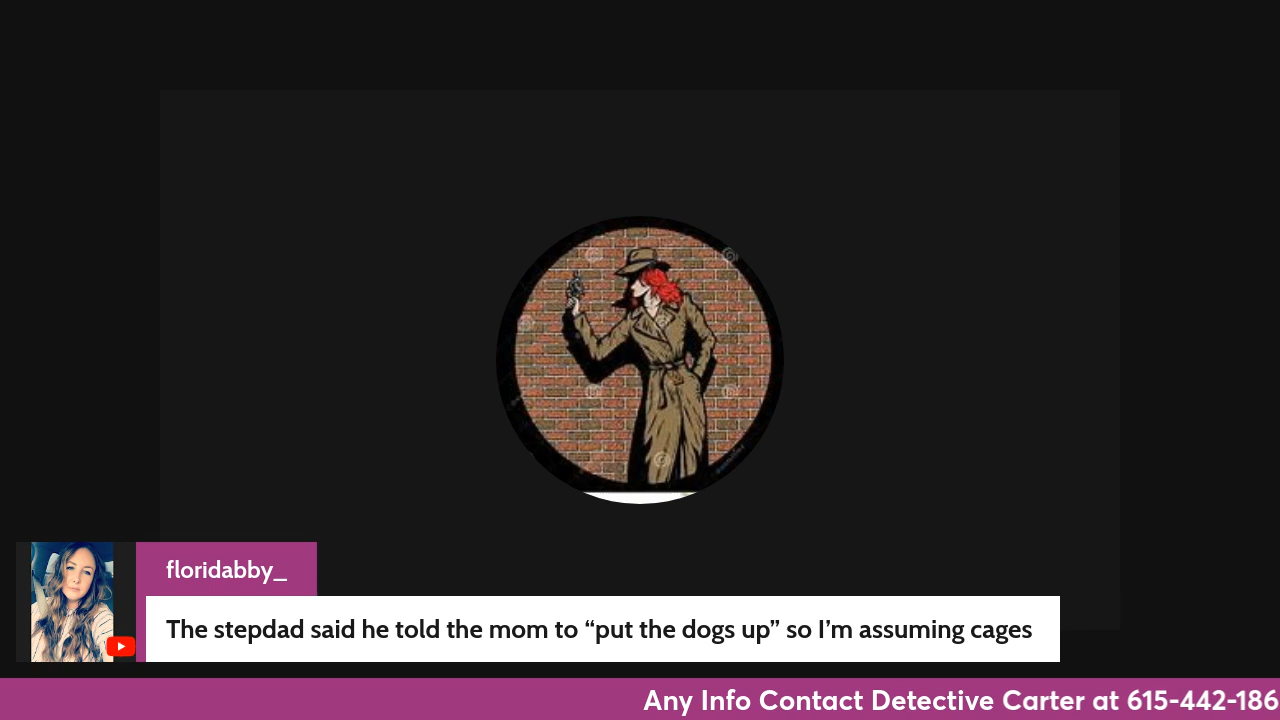 floridabby_
The stepdad said he told the mom to “put the dogs up” so I’m assuming cages
Any Info Contact Detective Carter at 615-442-186